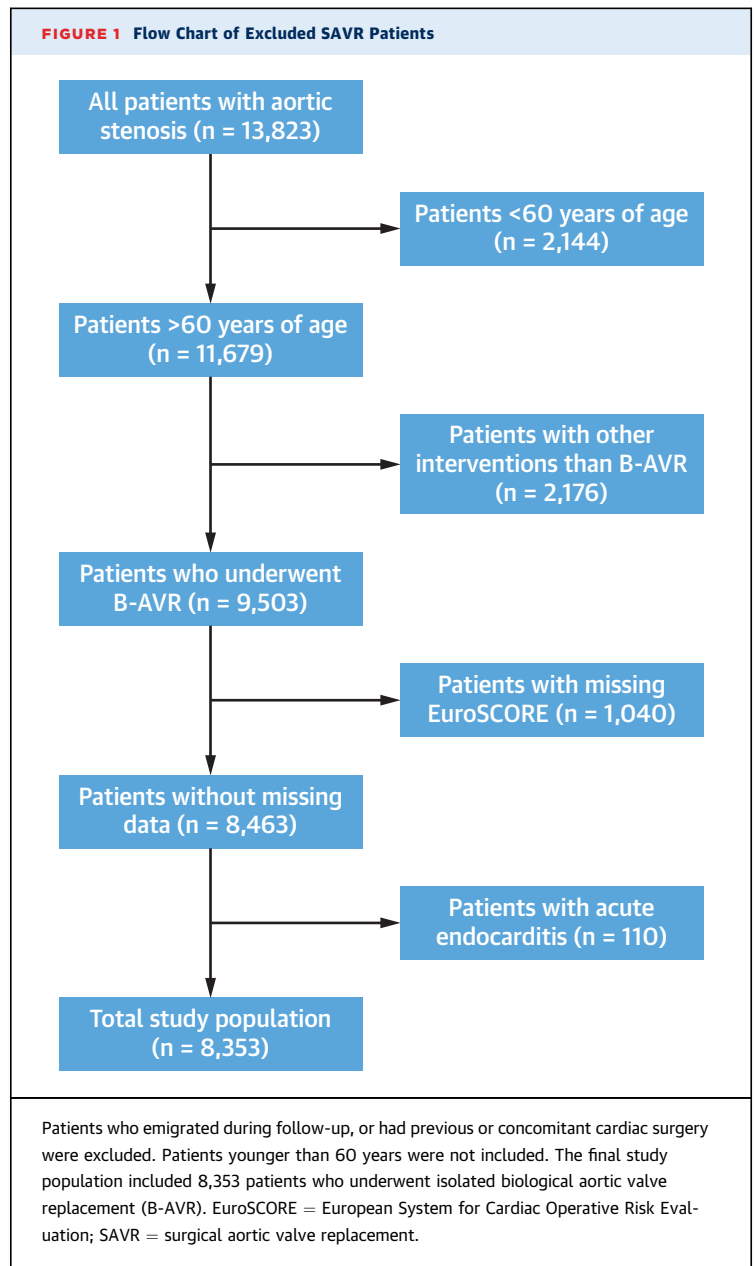 FIGURE 1 Flow Chart of Excluded SAVR Patients
All patients with aortic
stenosis (n = 13,823)
Patients <60 years of age
(n = 2,144)
Patients >60 years of age
(n = 11,679)
Patients with other
interventions than B-AVR
(n = 2,176)
Patients who underwent
B-AVR (n = 9,503)
Patients with missing
EuroSCORE (n = 1,040)
Patients without missing
data (n = 8,463)
Patients with acute
endocarditis (n = 110)
Total study population
(n = 8,353)
Patients who emigrated during follow-up, or had previous or concomitant cardiac surgery
were excluded. Patients younger than 60 years were not included. The final study
population included 8,353 patients who underwent isolated biological aortic valve
replacement (B-AVR). EuroSCORE = European System for Cardiac Operative Risk Eval-
uation; SAVR = surgical aortic valve replacement.